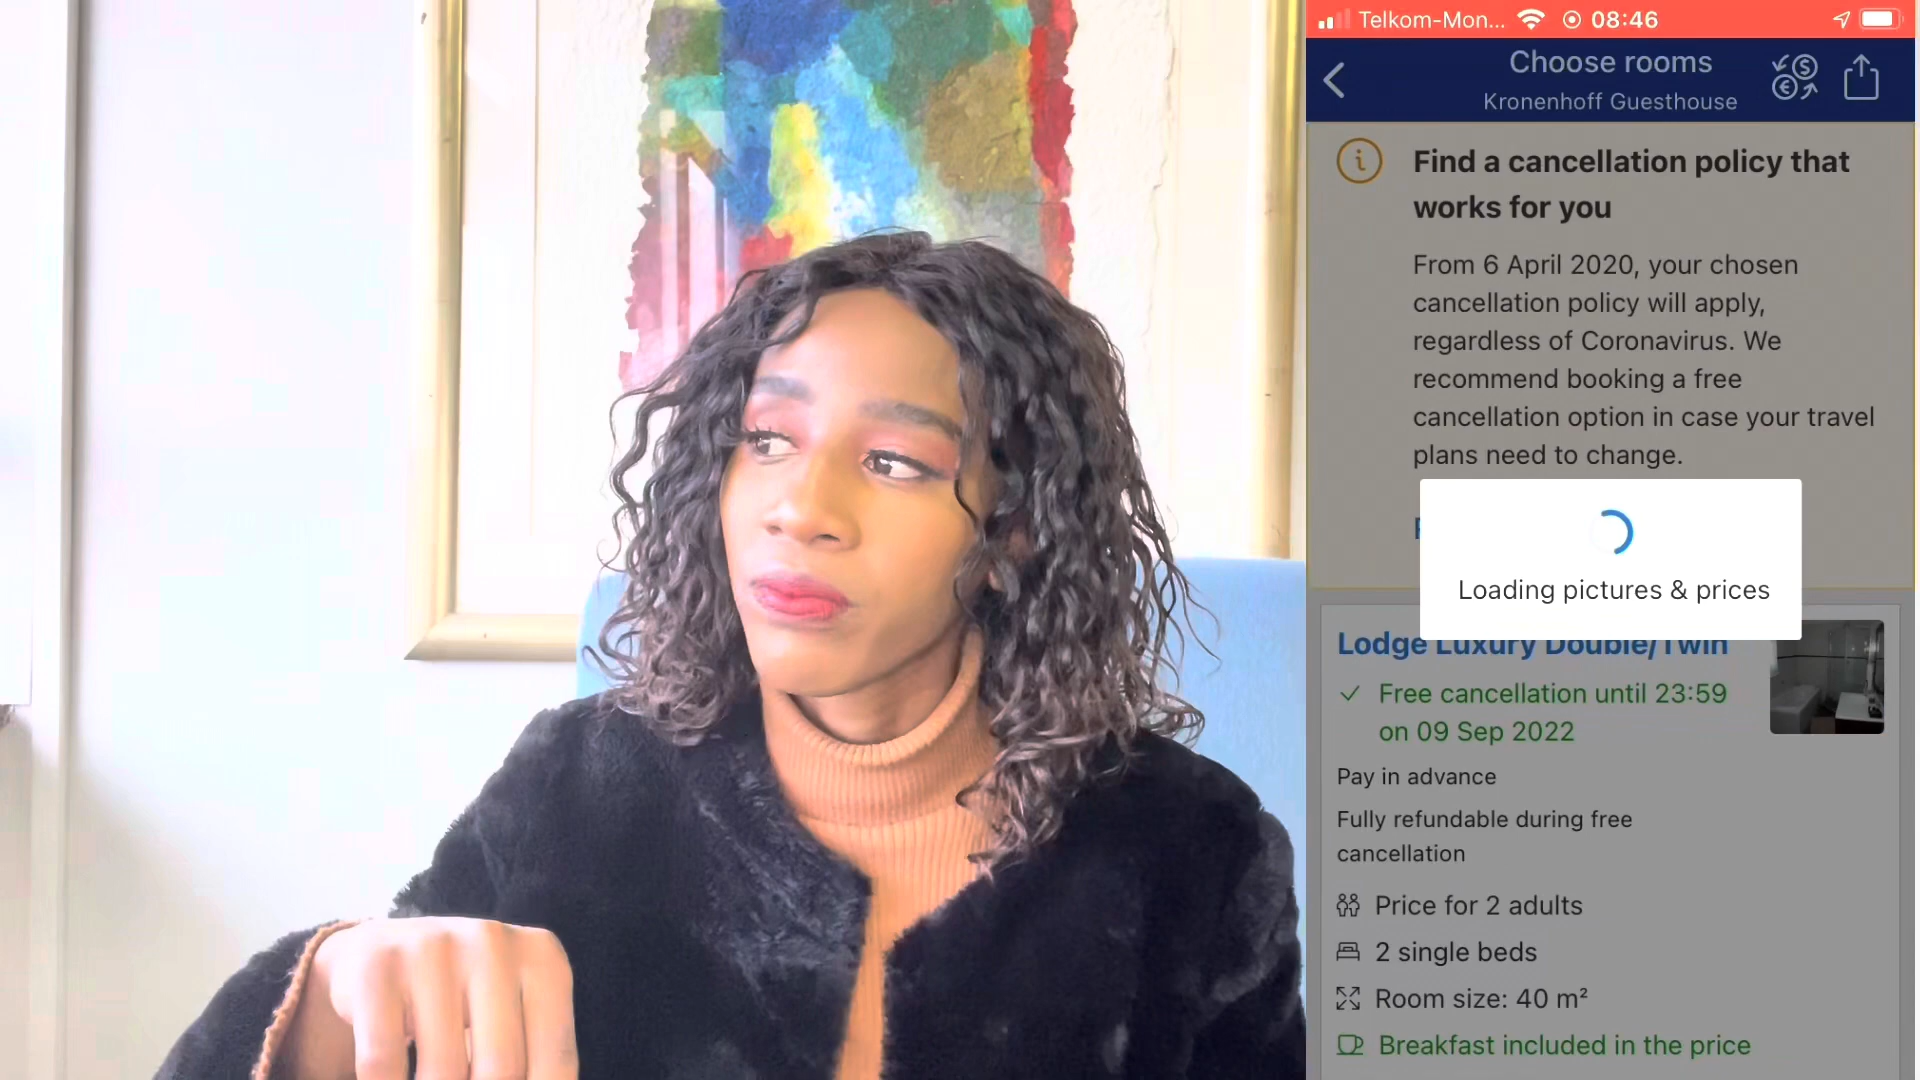 Telkom-Mon... 08:46
Choose rooms
Kronenhoff Guesthouse
Find a cancellation policy that
works for you
From 6 April 2020, your chosen
cancellation policy will apply,
regardless of Coronavirus. We
recommend booking a free
cancellation option in case your travel
plans need to change.
Loading pictures & prices
Lodge Luxury Double/Twin
Free cancellation until 23:59
on 09 Sep 2022
Pay in advance
Fully refundable during free
cancellation
Price for 2 adults
2 single beds
Room size: 40 m²
Breakfast included in the price